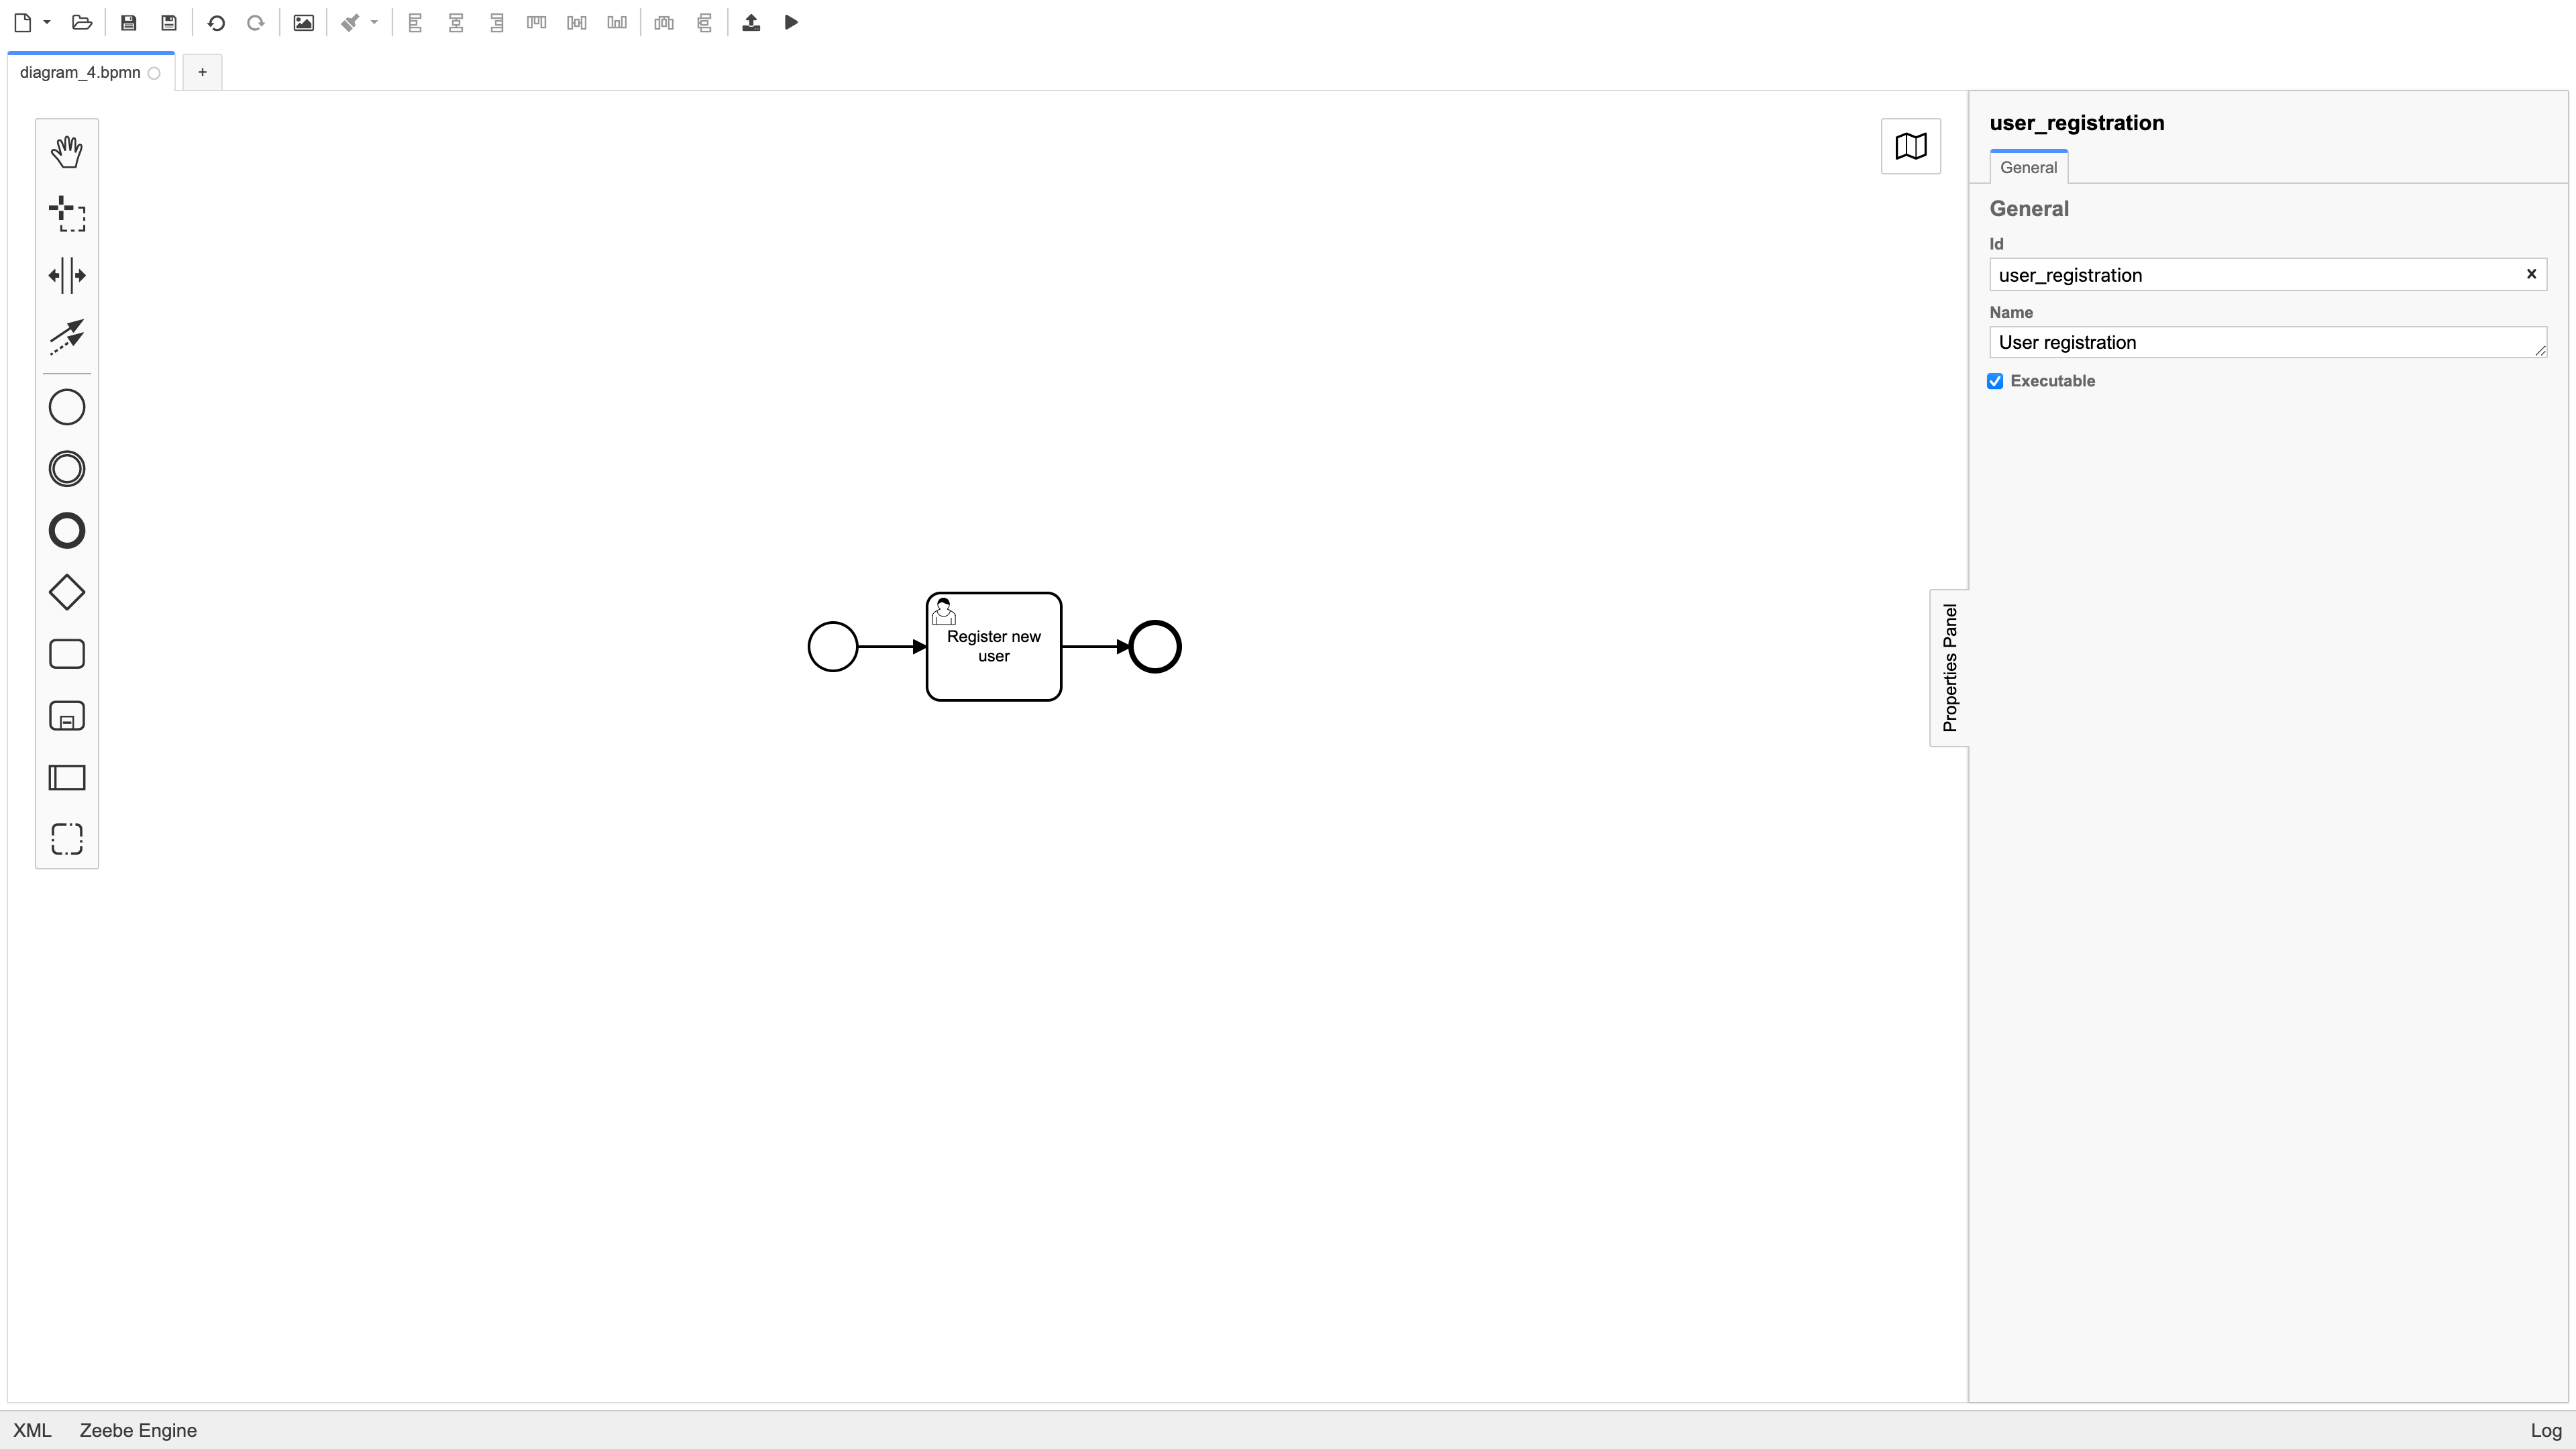 diagram_4.bpmn
+
user_registration
General
General
Id
user_registration
Name
User registration
Executable
Register new
user
Properties Panel
XML
Zeebe Engine
Log